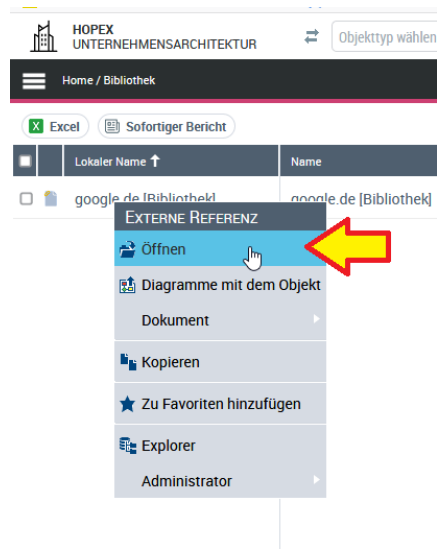 HOPEX
UNTERNEHMENSARCHITEKTUR
Objekttyp wählen
Home / Bibliothek
Excel
Sofortiger Bericht
Lokaler Name ↑
Name
google.de [Bibliothek]
google.de [Bibliothek]
EXTERNE REFERENZ
Öffnen
Diagramme mit dem Objekt
Dokument
Kopieren
Zu Favoriten hinzufügen
Explorer
Administrator